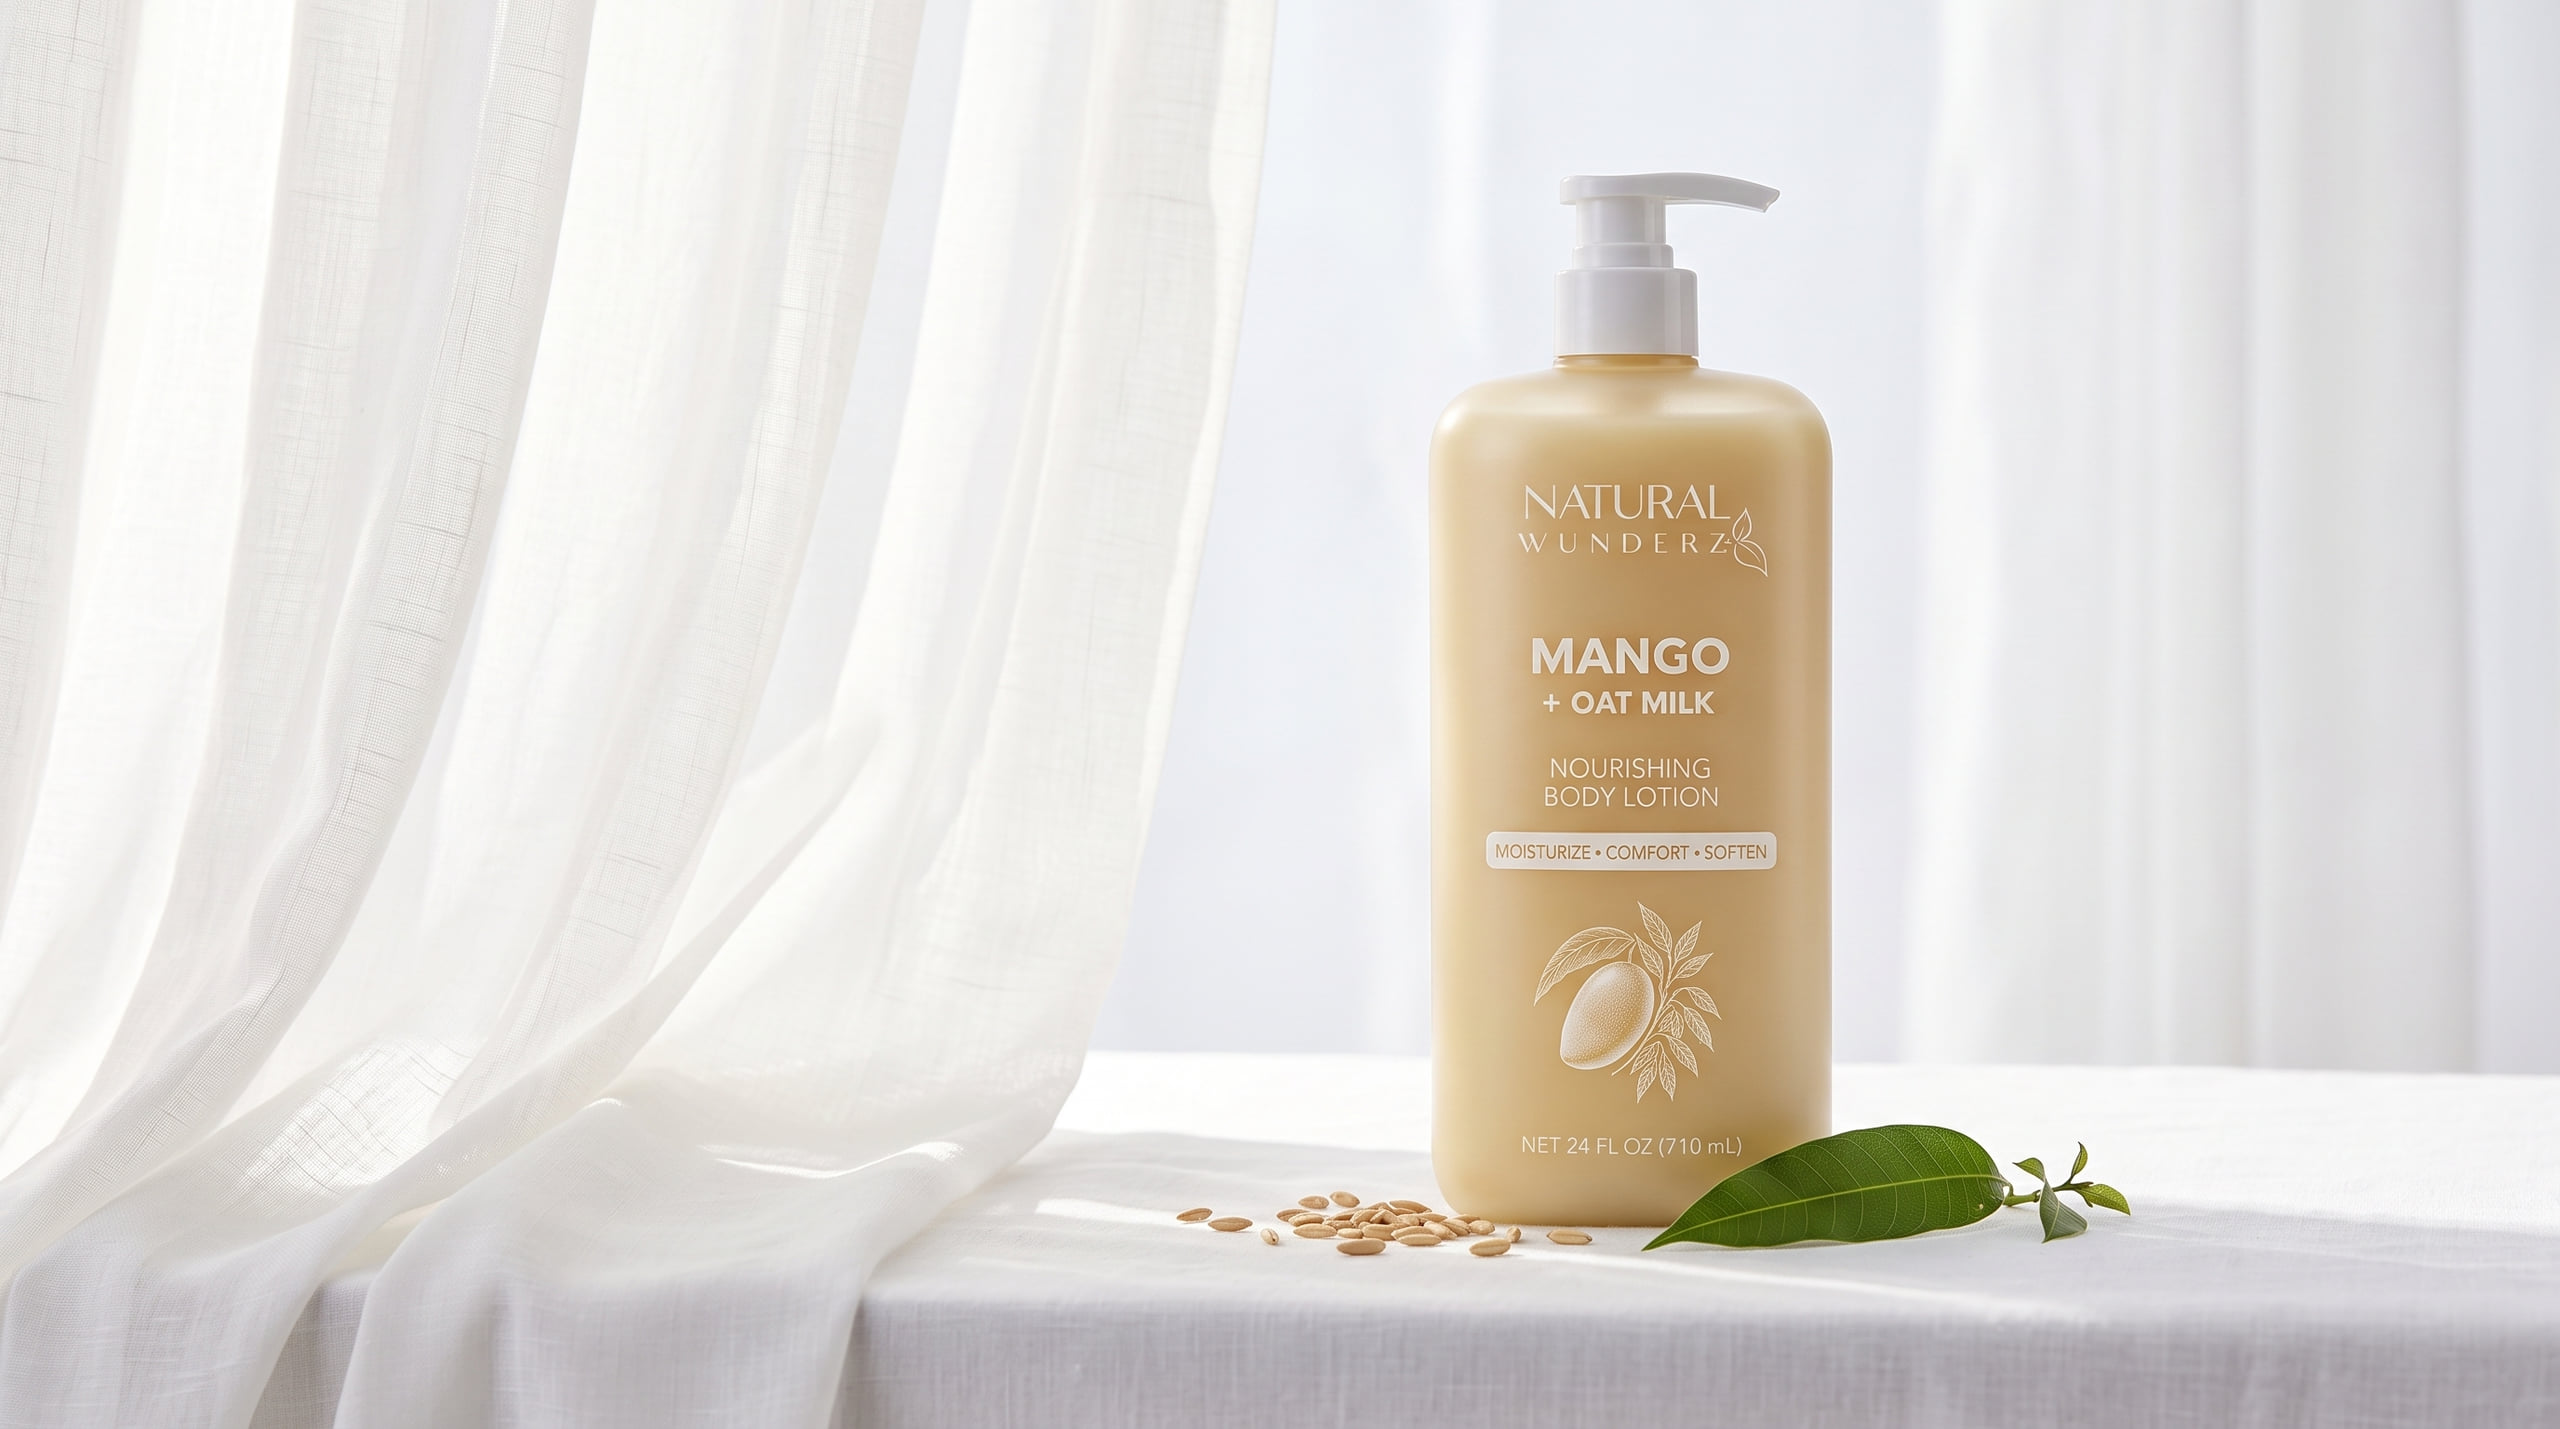 NATURAL
WUNDERZ
MANGO
+ OAT MILK
NOURISHING
BODY LOTION
MOISTURIZE • COMFORT • SOFTEN
NET 24 FL OZ (710 mL)